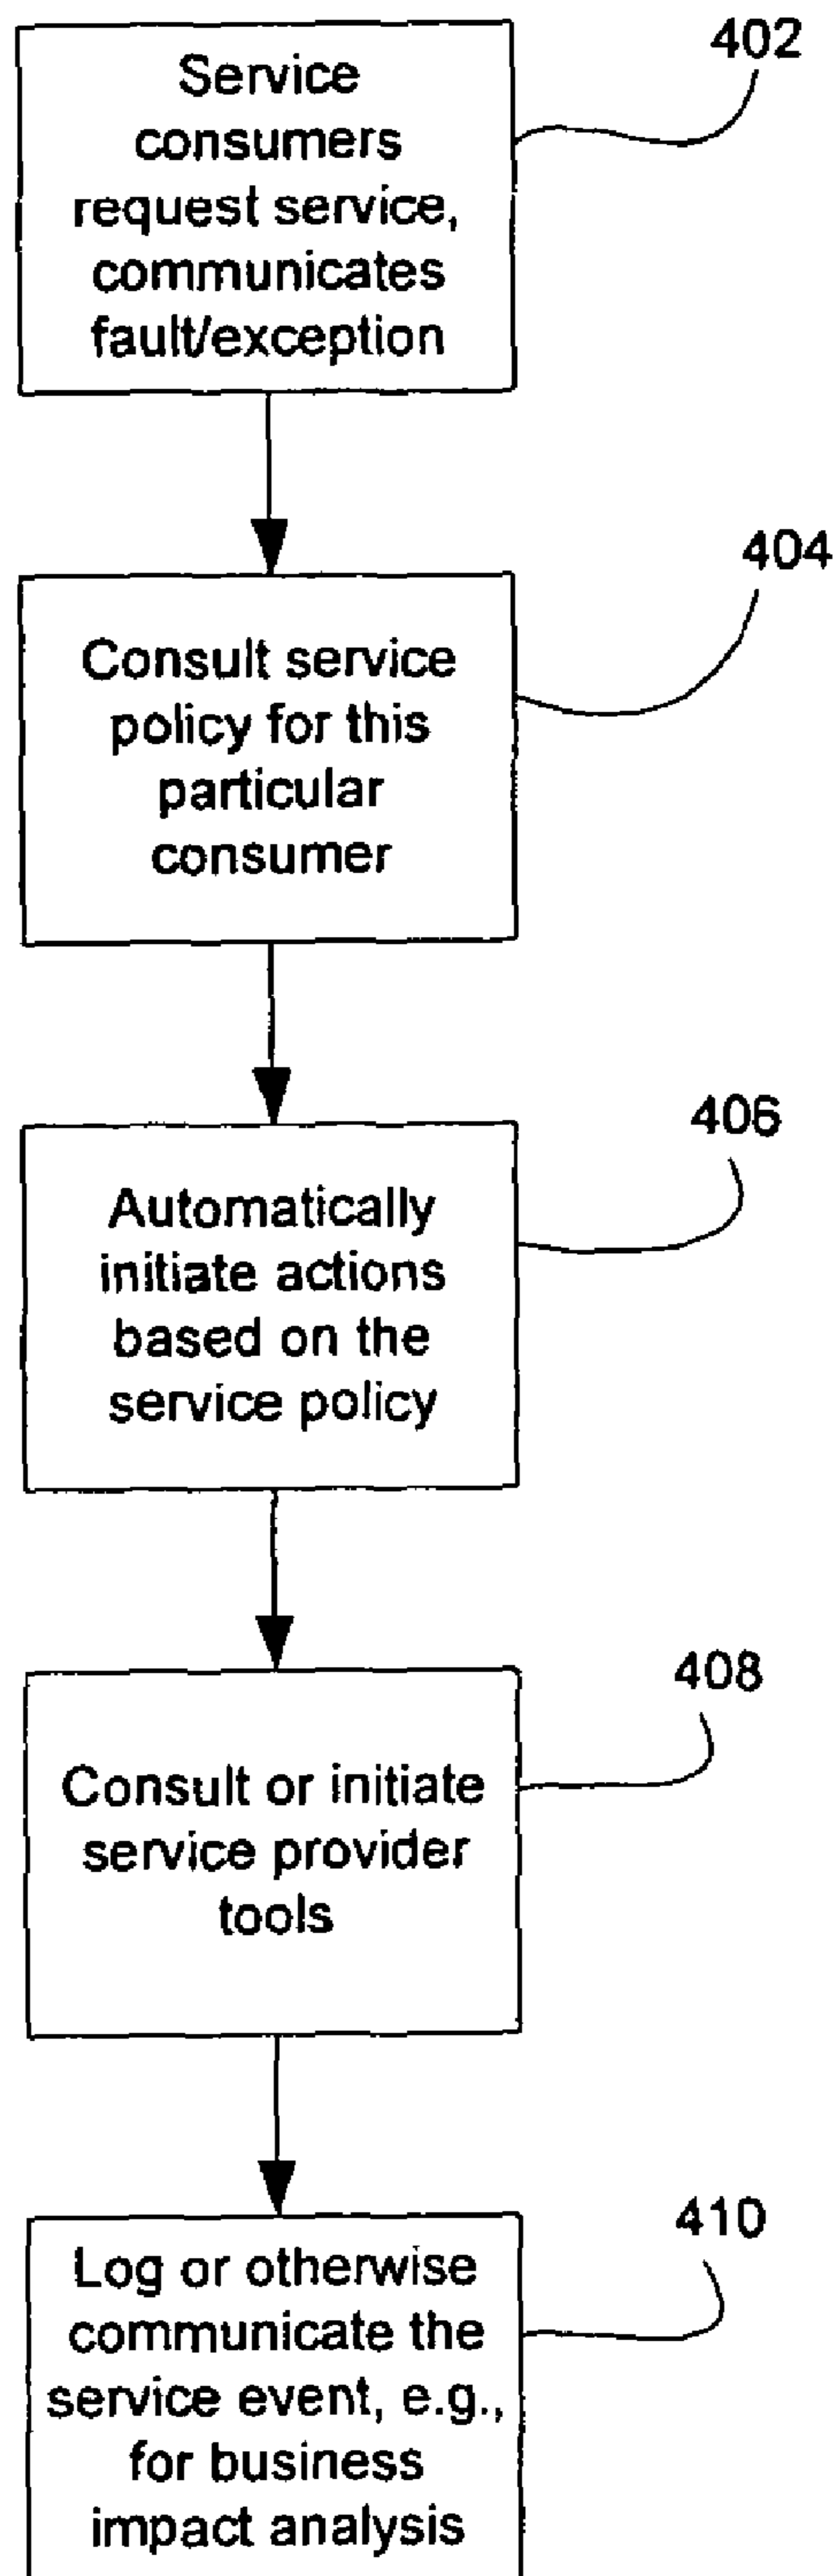 402
Service
consumers
request service,
communicates
fault/exception
404
Consult service
policy for this
particular
consumer
406
Automatically
initiate actions
based on the
service policy
408
Consult or initiate
service provider
tools
410
Log or otherwise
communicate the
service event, e.g.,
for business
impact analysis